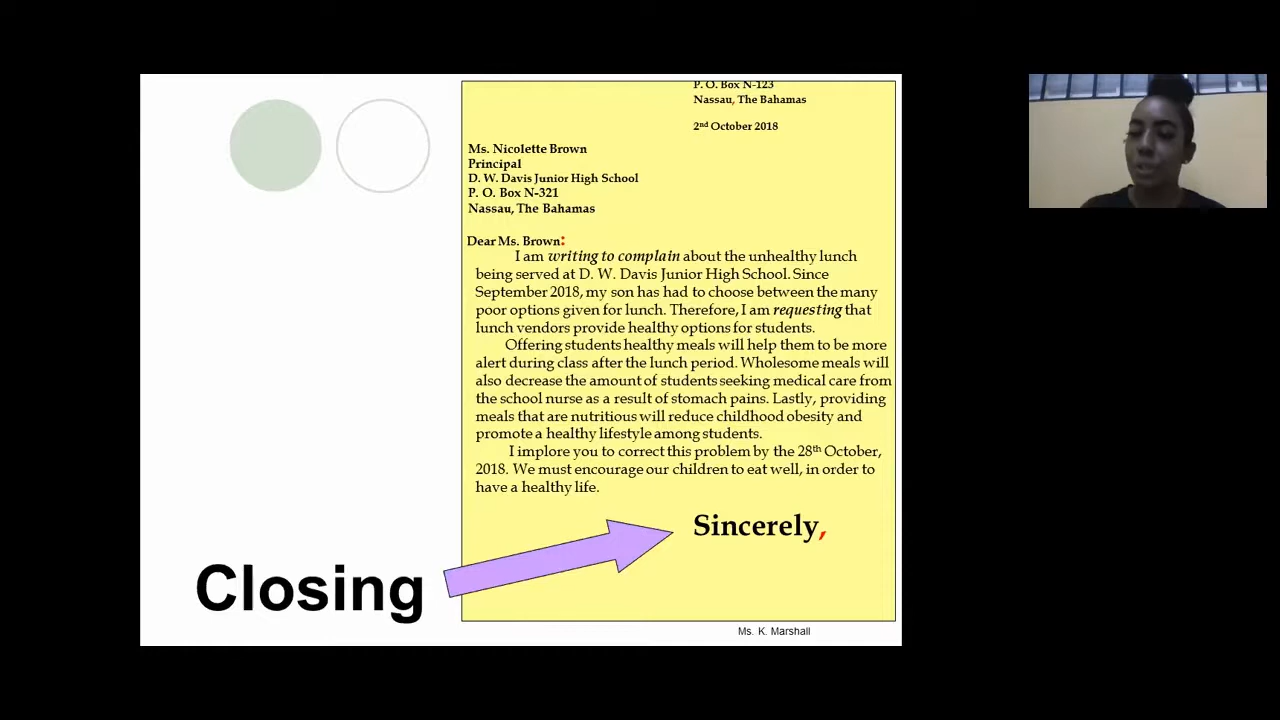 P. O. Box N-123
Nassau, The Bahamas
2nd October 2018
Ms. Nicolette Brown
Principal
D. W. Davis Junior High School
P. O. Box N-321
Nassau, The Bahamas
Dear Ms. Brown:
I am writing to complain about the unhealthy lunch
being served at D. W. Davis Junior High School. Since
September 2018, my son has had to choose between the many
poor options given for lunch. Therefore, I am requesting that
lunch vendors provide healthy options for students.
Offering students healthy meals will help them to be more
alert during class after the lunch period. Wholesome meals will
also decrease the amount of students seeking medical care from
the school nurse as a result of stomach pains. Lastly, providing
meals that are nutritious will reduce childhood obesity and
promote a healthy lifestyle among students.
I implore you to correct this problem by the 28th October,
2018. We must encourage our children to eat well, in order to
have a healthy life.
Sincerely,
Closing
Ms. K. Marshall